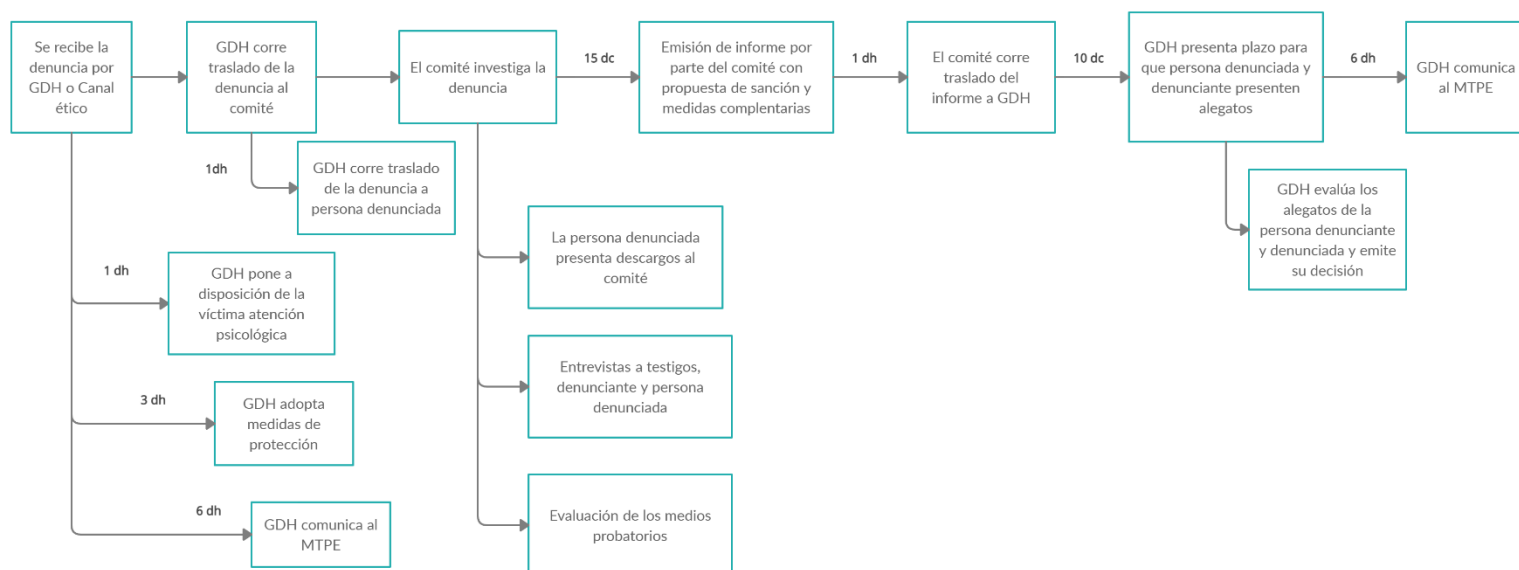 Se recibe la
denuncia por
GDH o Canal
ético
GDH corre
traslado de la
denuncia al
comité
El comité investiga la
denuncia
15 dc
Emisión de informe por
parte del comité con
propuesta de sanción y
medidas complentarias
1 dh
El comité corre
traslado del
informe a GDH
10 dc
GDH presenta plazo para
que persona denunciada y
denunciante presenten
alegatos
6 dh
GDH comunica
al MTPE
1dh
GDH corre traslado
de la denuncia a
persona denunciada
GDH evalúa los
alegatos de la
persona denunciante
y denunciada y emite
su decisión
La persona denunciada
presenta descargos al
comité
1 dh
GDH pone a
disposición de la
víctima atención
psicológica
Entrevistas a testigos,
denunciante y persona
denunciada
3 dh
GDH adopta
medidas de
protección
6 dh
GDH comunica al
MTPE
Evaluación de los medios
probatorios